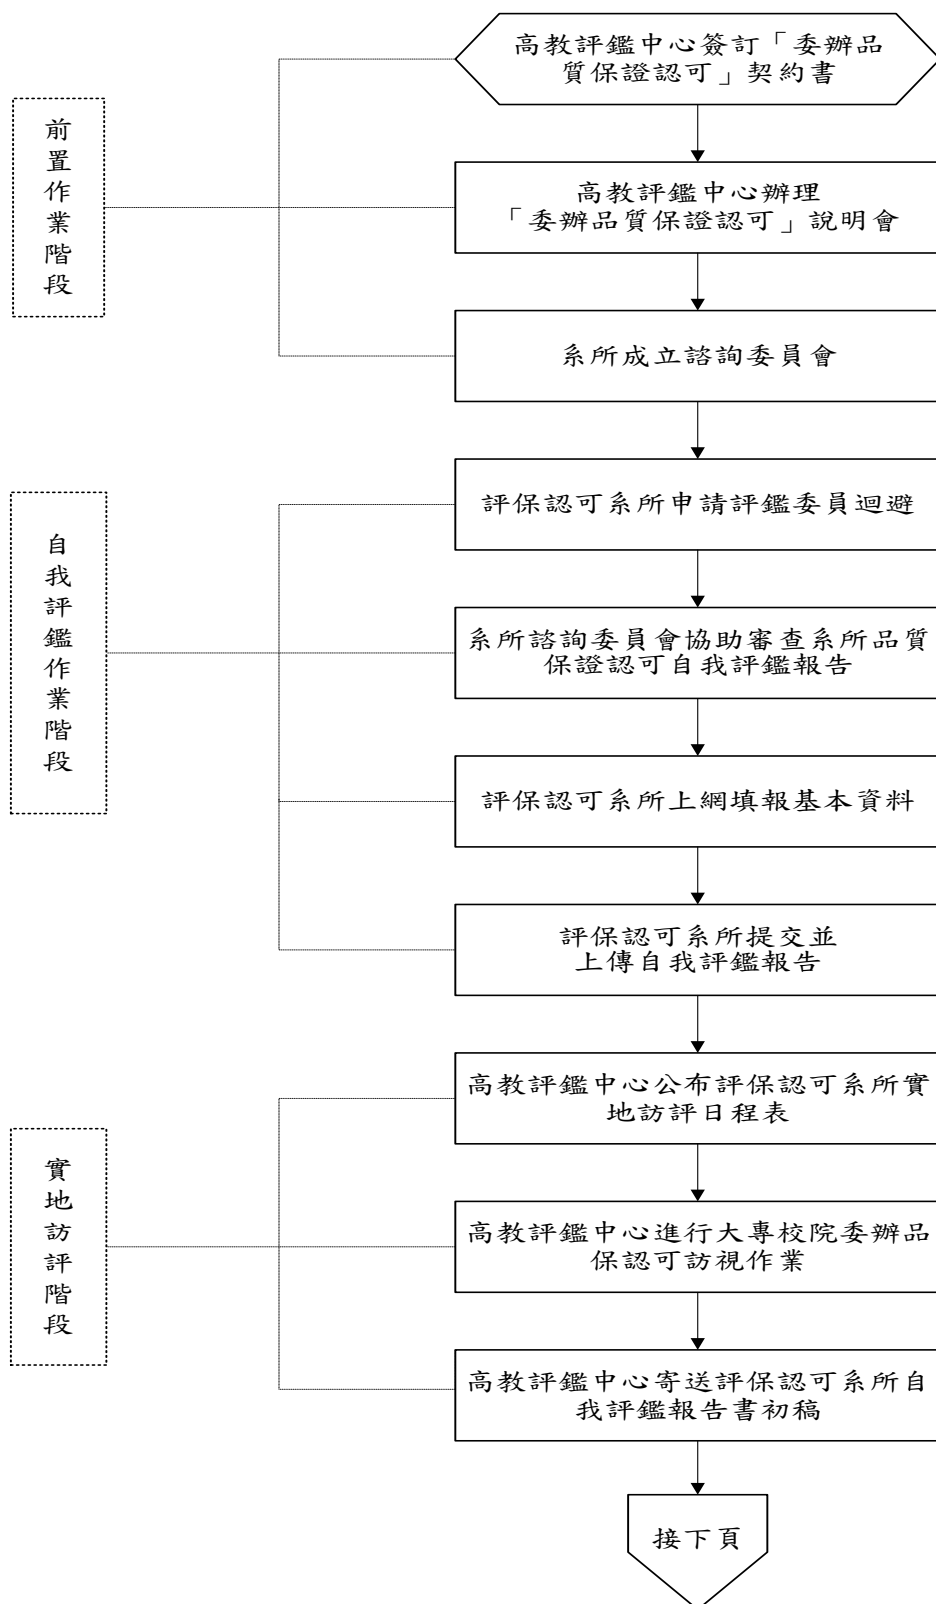 高教評鑑中心簽訂「委辦品
質保證認可」契約書
前置作業階段
高教評鑑中心辦理
「委辦品質保證認可」說明會
系所成立諮詢委員會
自我評鑑作業階段
評保認可系所申請評鑑委員迴避
系所諮詢委員會協助審查系所品質
保證認可自我評鑑報告
評保認可系所上網填報基本資料
評保認可系所提交並
上傳自我評鑑報告
實地訪評階段
高教評鑑中心公布評保認可系所實
地訪評日程表
高教評鑑中心進行大專校院委辦品
保認可訪視作業
高教評鑑中心寄送評保認可系所自
我評鑑報告書初稿
接下頁